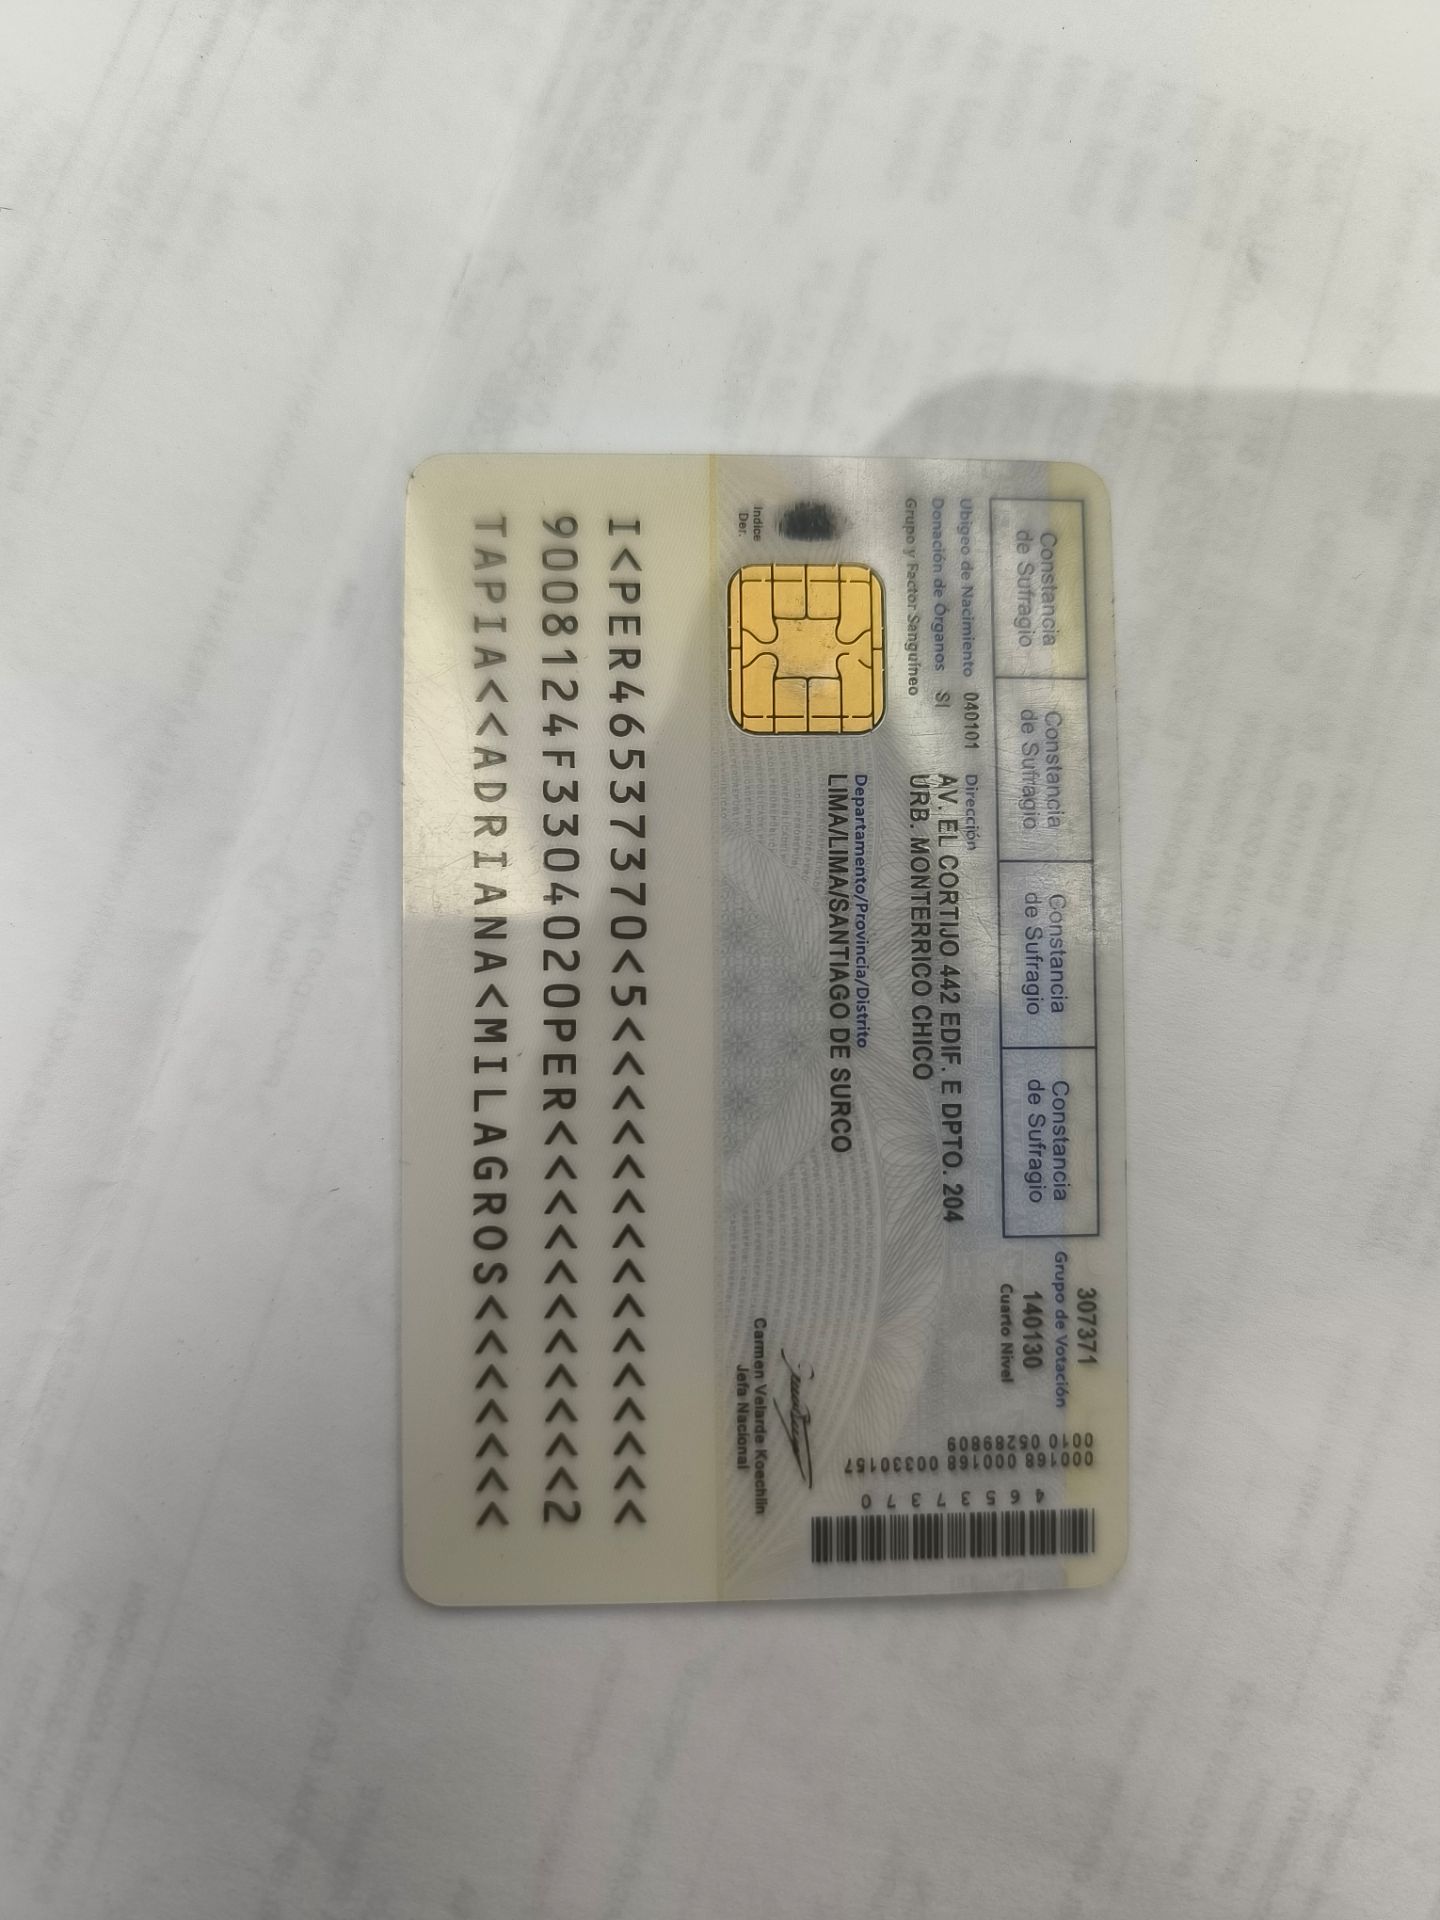 Constancia
de Sufragio
Constancia
de Sufragio
Constancia
de Sufragio
Constancia
de Sufragio
307371
Grupo de Votación
140130
Cuarto Nivel
Ubigeo de Nacimiento 040101
Donación de Órganos SI
Grupo y Factor Sanguíneo
Dirección
AV. EL CORTIJO 442 EDIF. E DPTO. 204
URB. MONTERRICO CHICO
Departamento/Provincia/Distrito
LIMA/LIMA/SANTIAGO DE SURCO
Indice
Der.
Carmen Velarde Koechlin
Jefa Nacional
0010 05 2899809
000168 000168 00330157
46537370
I<PER46537370<5<<<<<<<<<<<<<<<
9008124F3304020PER<<<<<<<<<<<2
TAPIA<<ADRIANA<MILAGROS<<<<<<<